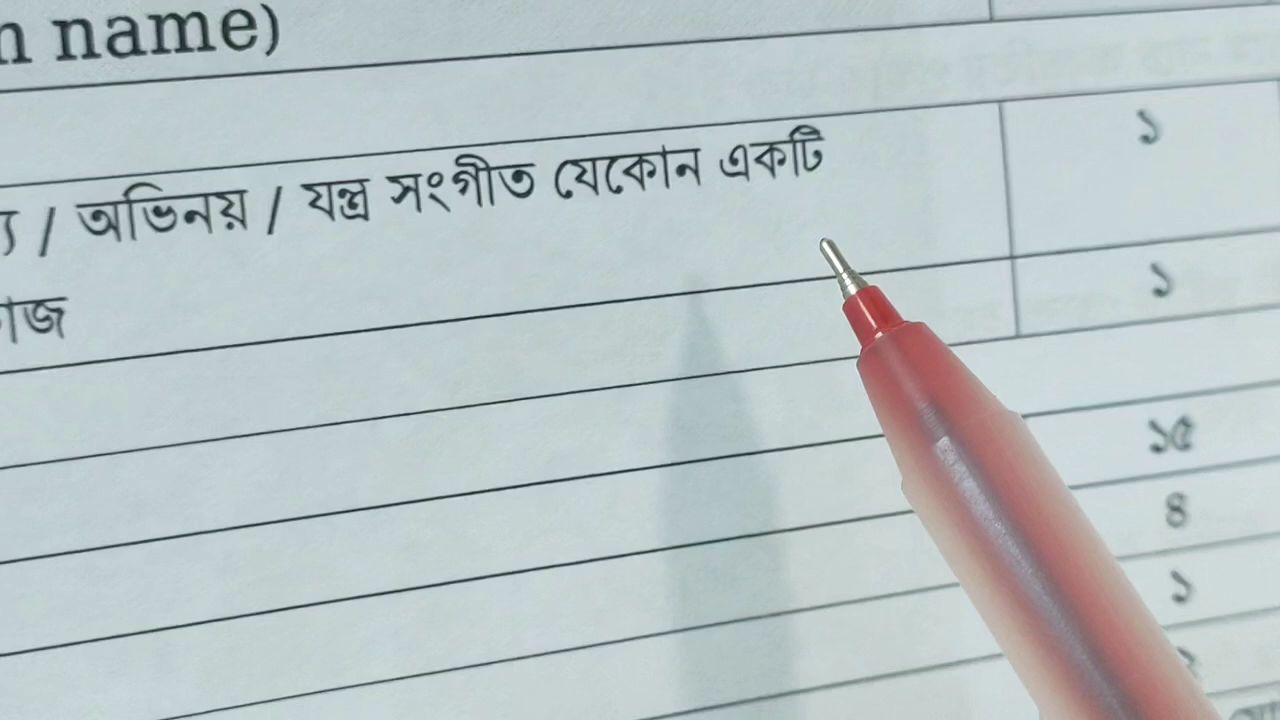 name)
/ অভিনয় / যন্ত্র সংগীত যেকোন একটি
১
১
১৫
৪
১